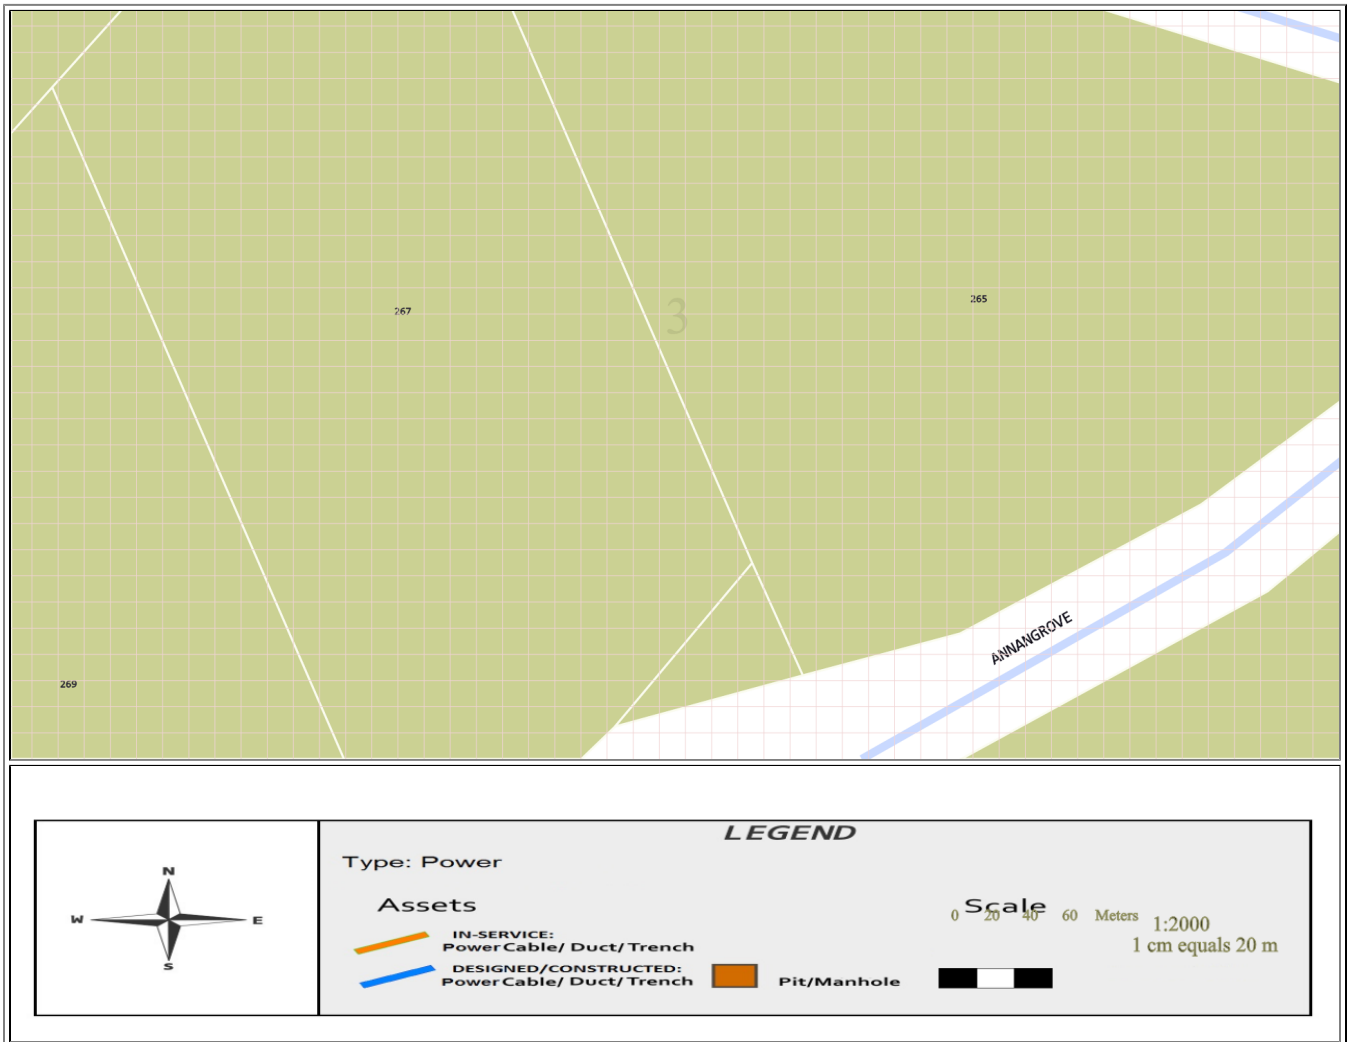 267
3
265
ANNANGROVE
269
LEGEND
Type: Power
Assets
Scale
0 20 40 60 Meters
1:2000
1 cm equals 20 m
IN-SERVICE:
Power Cable/ Duct/ Trench
DESIGNED/CONSTRUCTED:
Power Cable/ Duct/ Trench
Pit/Manhole
N
W
E
S